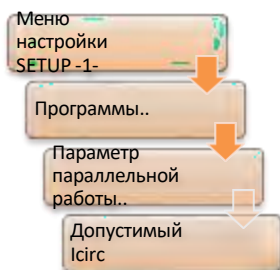 Меню
настройки
SETUP -1-
Программы..
Параметр
параллельной
работы..
Допустимый
Icirc